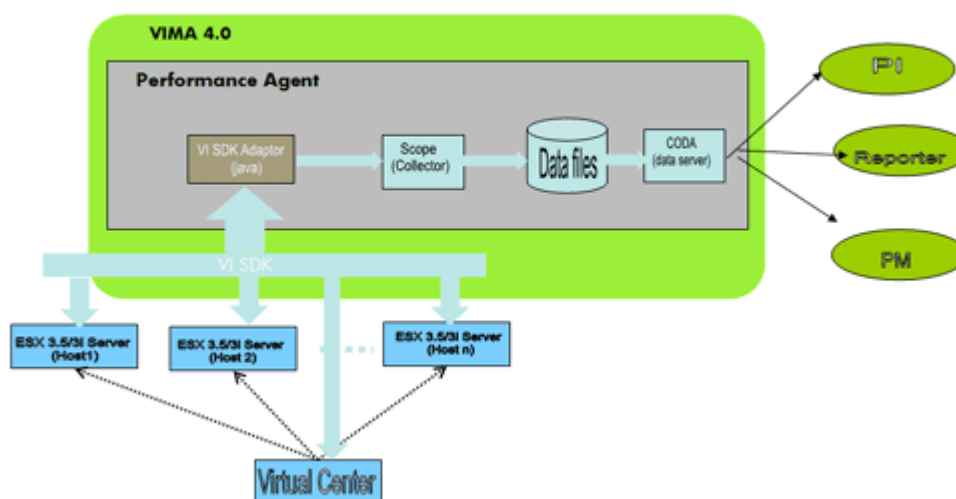 VIMA 4.0
Performance Agent
VI SDK Adaptor
(java)
Scope
(Collector)
Data files
CODA
(data server)
PI
Reporter
PM
VI SDK
ESX 3.5/3I Server
(Host1)
ESX 3.5/3I Server
(Host 2)
ESX 3.5/3I Server
(Host n)
Virtual Center